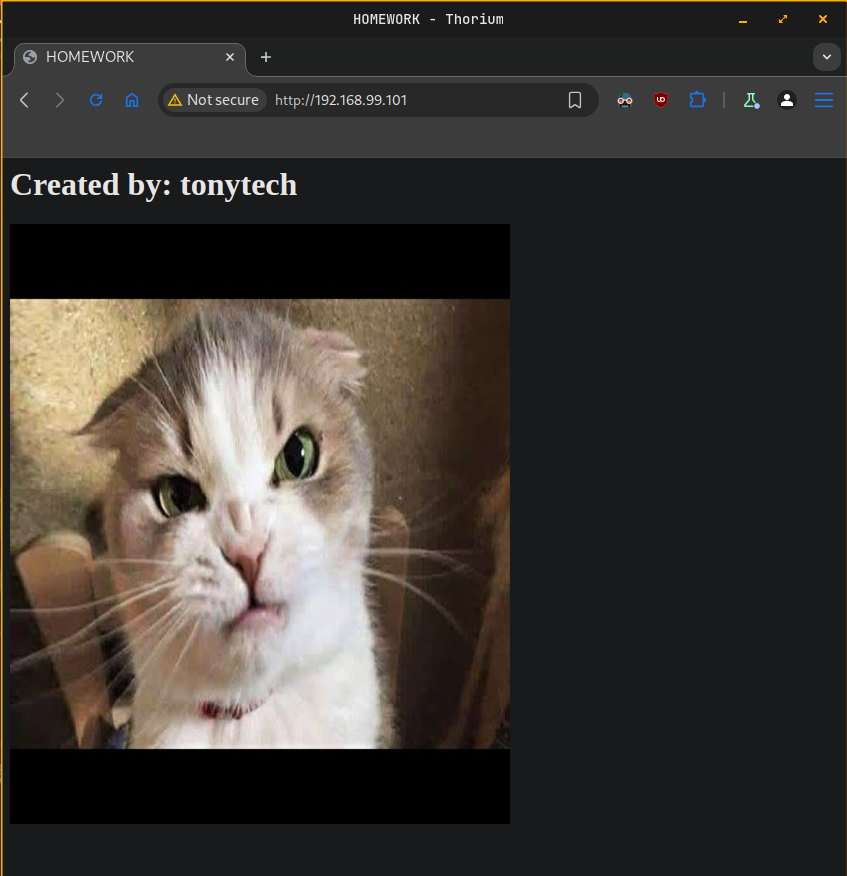 HOMEWORK - Thorium
HOMEWORK
Not secure http://192.168.99.101
Created by: tonytech